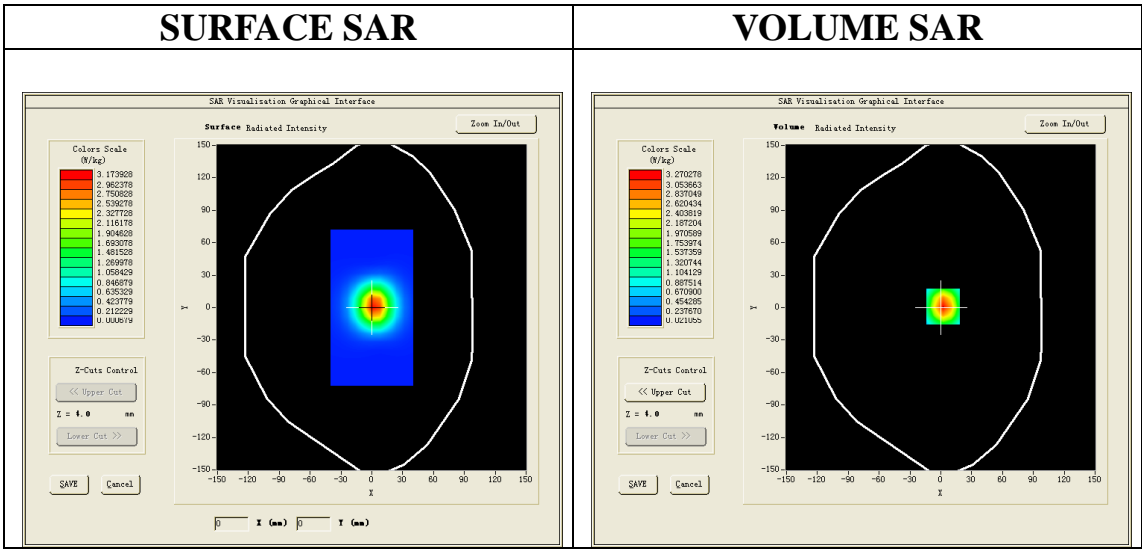 SURFACE SAR
VOLUME SAR
SAR Visualisation Graphical Interface
Surface Radiated Intensity
Zoom In/Out
Colors Scale
(W/kg)
3.173928
2.962378
2.750828
2.539278
2.327728
2.116178
1.904628
1.693078
1.481528
1.269978
1.058429
0.846879
0.635329
0.423779
0.212229
0.000679
150
120
90
60
30
0
-30
-60
-90
-120
-150
Y
-150 -120 -90 -60 -30 0 30 60 90 120 150
X
Z-Cuts Control
<< Upper Cut
Z = 4.0 mm
Lower Cut >>
SAVE Cancel
0 X (mm) 0 Y (mm)
SAR Visualisation Graphical Interface
Volume Radiated Intensity
Zoom In/Out
Colors Scale
(W/kg)
3.270278
3.053663
2.837049
2.620434
2.403819
2.187204
1.970589
1.753974
1.537359
1.320744
1.104129
0.887514
0.670900
0.454285
0.237670
0.021055
150
120
90
60
30
0
-30
-60
-90
-120
-150
Y
-150 -120 -90 -60 -30 0 30 60 90 120 150
X
Z-Cuts Control
<< Upper Cut
Z = 4.0 mm
Lower Cut >>
SAVE Cancel